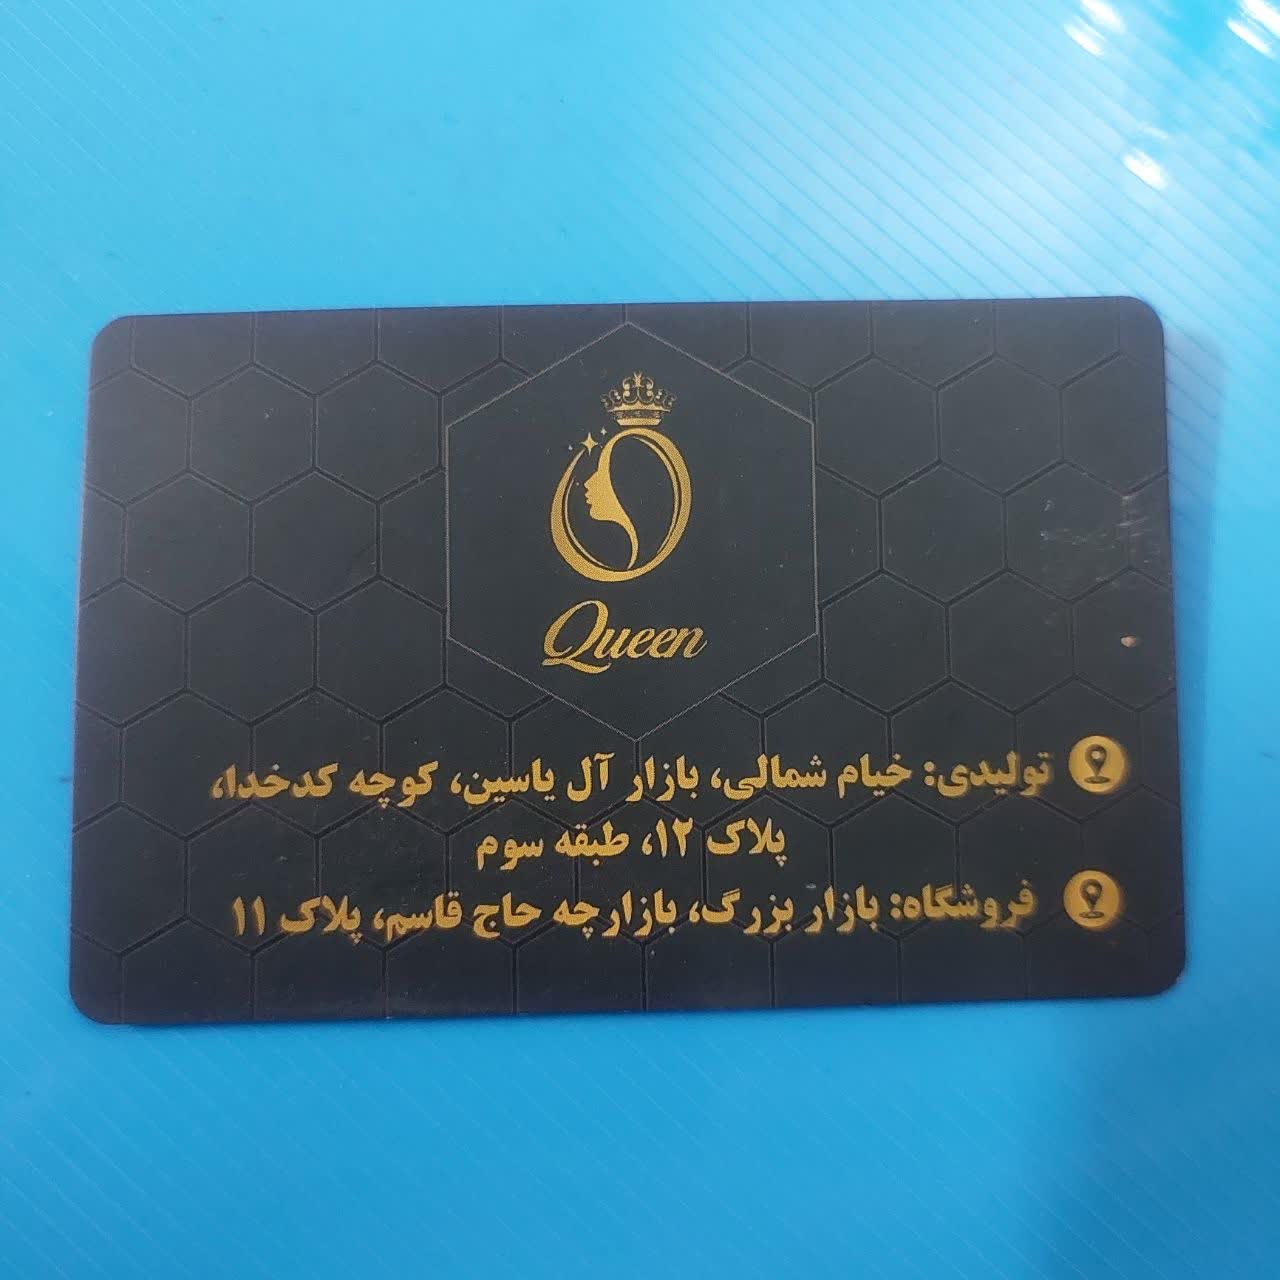 Queen
تولیدی: خیام شمالی، بازار آل یاسین، کوچه کدخدا،
پلاک ۱۲، طبقه سوم
فروشگاه: بازار بزرگ، بازارچه حاج قاسم، پلاک ۱۱